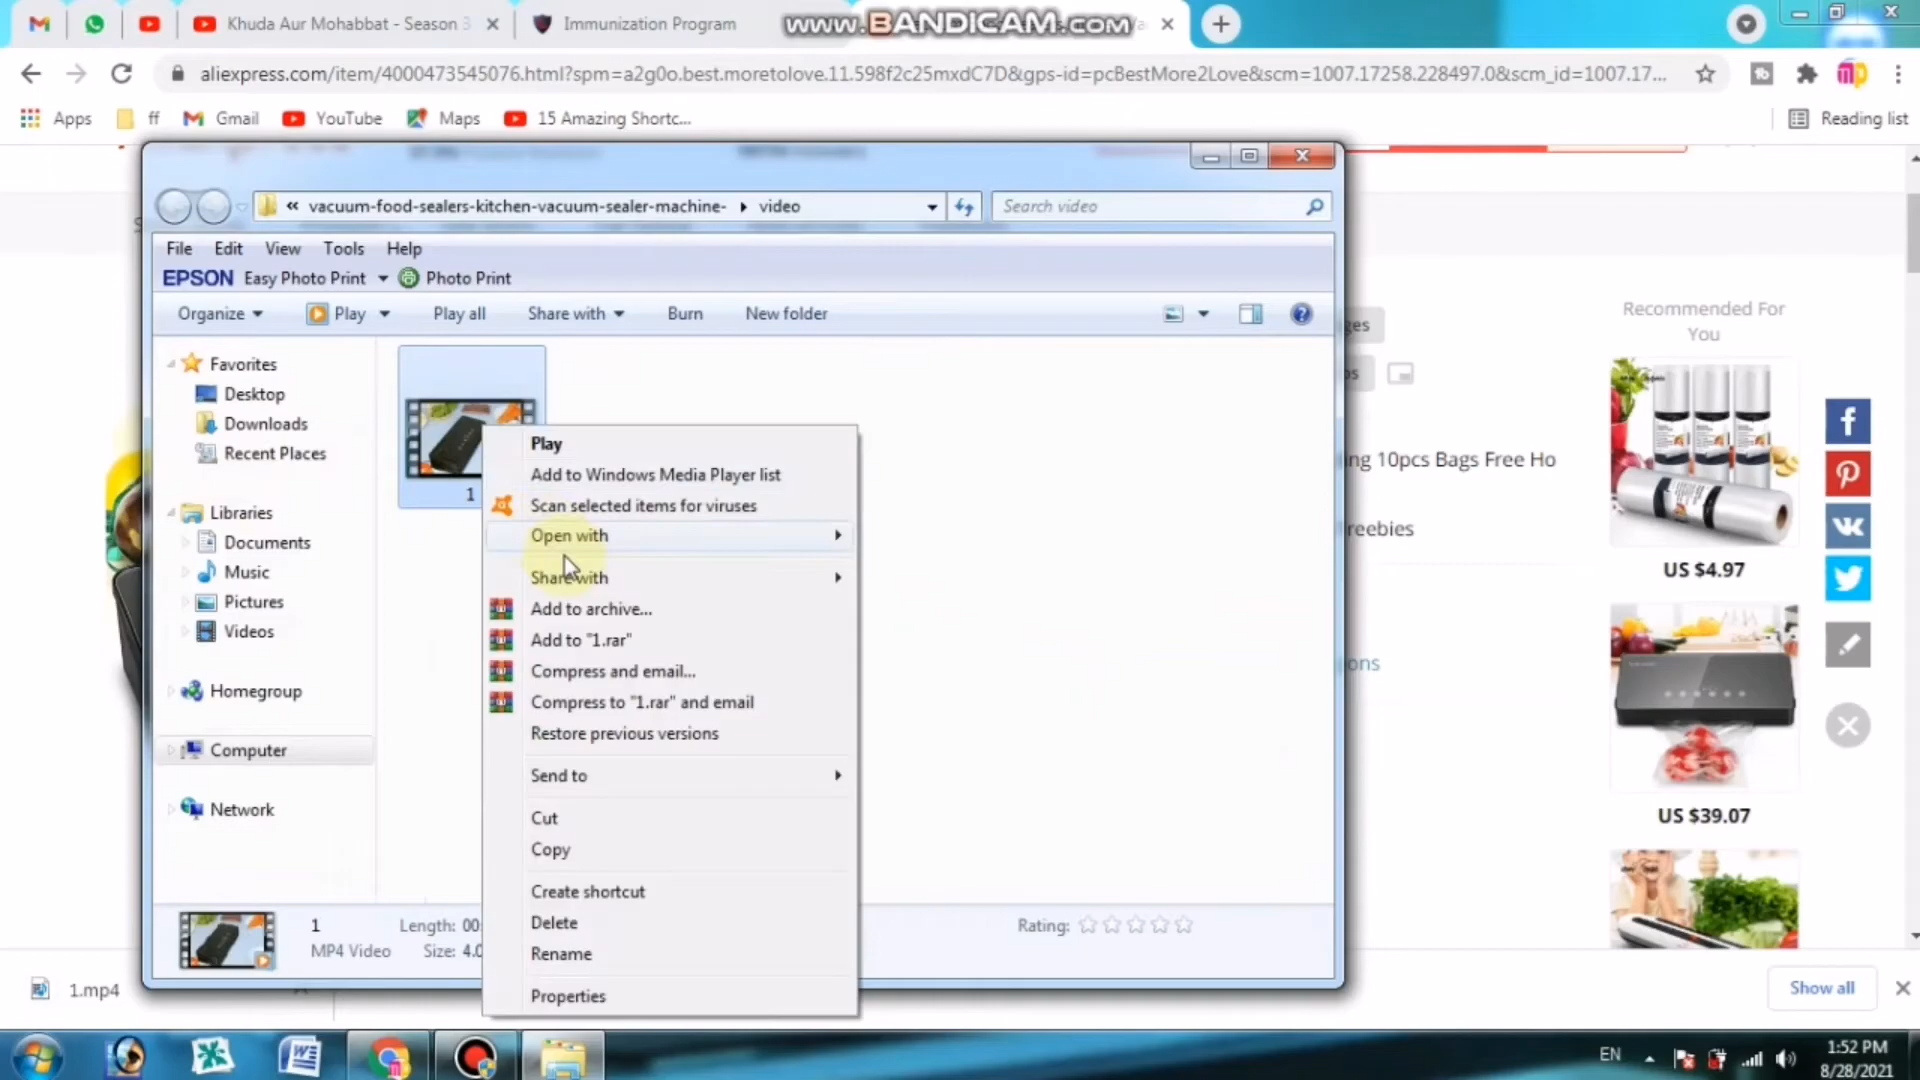 Khuda Aur Mohabbat - Season 3
Immunization Program
www.BANDICAM.com
aliexpress.com/item/4000473545076.html?spm=a2g0o.best.moretolove.11.598f2c25mxdC7D&gps-id=pcBestMore2Love&scm=1007.17258.228497.0&scm_id=1007.17...
Apps
ff
Gmail
YouTube
Maps
15 Amazing Shortc...
Reading list
« vacuum-food-sealers-kitchen-vacuum-sealer-machine- video
Search video
File Edit View Tools Help
EPSON Easy Photo Print Photo Print
Organize Play Play all Share with Burn New folder
Favorites
Desktop
Downloads
Recent Places
Libraries
Documents
Music
Pictures
Videos
Homegroup
Computer
Network
1
Play
Add to Windows Media Player list
Scan selected items for viruses
Open with
Share with
Add to archive...
Add to "1.rar"
Compress and email...
Compress to "1.rar" and email
Restore previous versions
Send to
Cut
Copy
Create shortcut
Delete
Rename
Properties
1
MP4 Video
Length: 00:
Size: 4.0
Rating:
ges
os
ing 10pcs Bags Free Ho
reebies
ons
Recommended For
You
US $4.97
US $39.07
1.mp4
Show all
EN
1:52 PM
8/28/2021